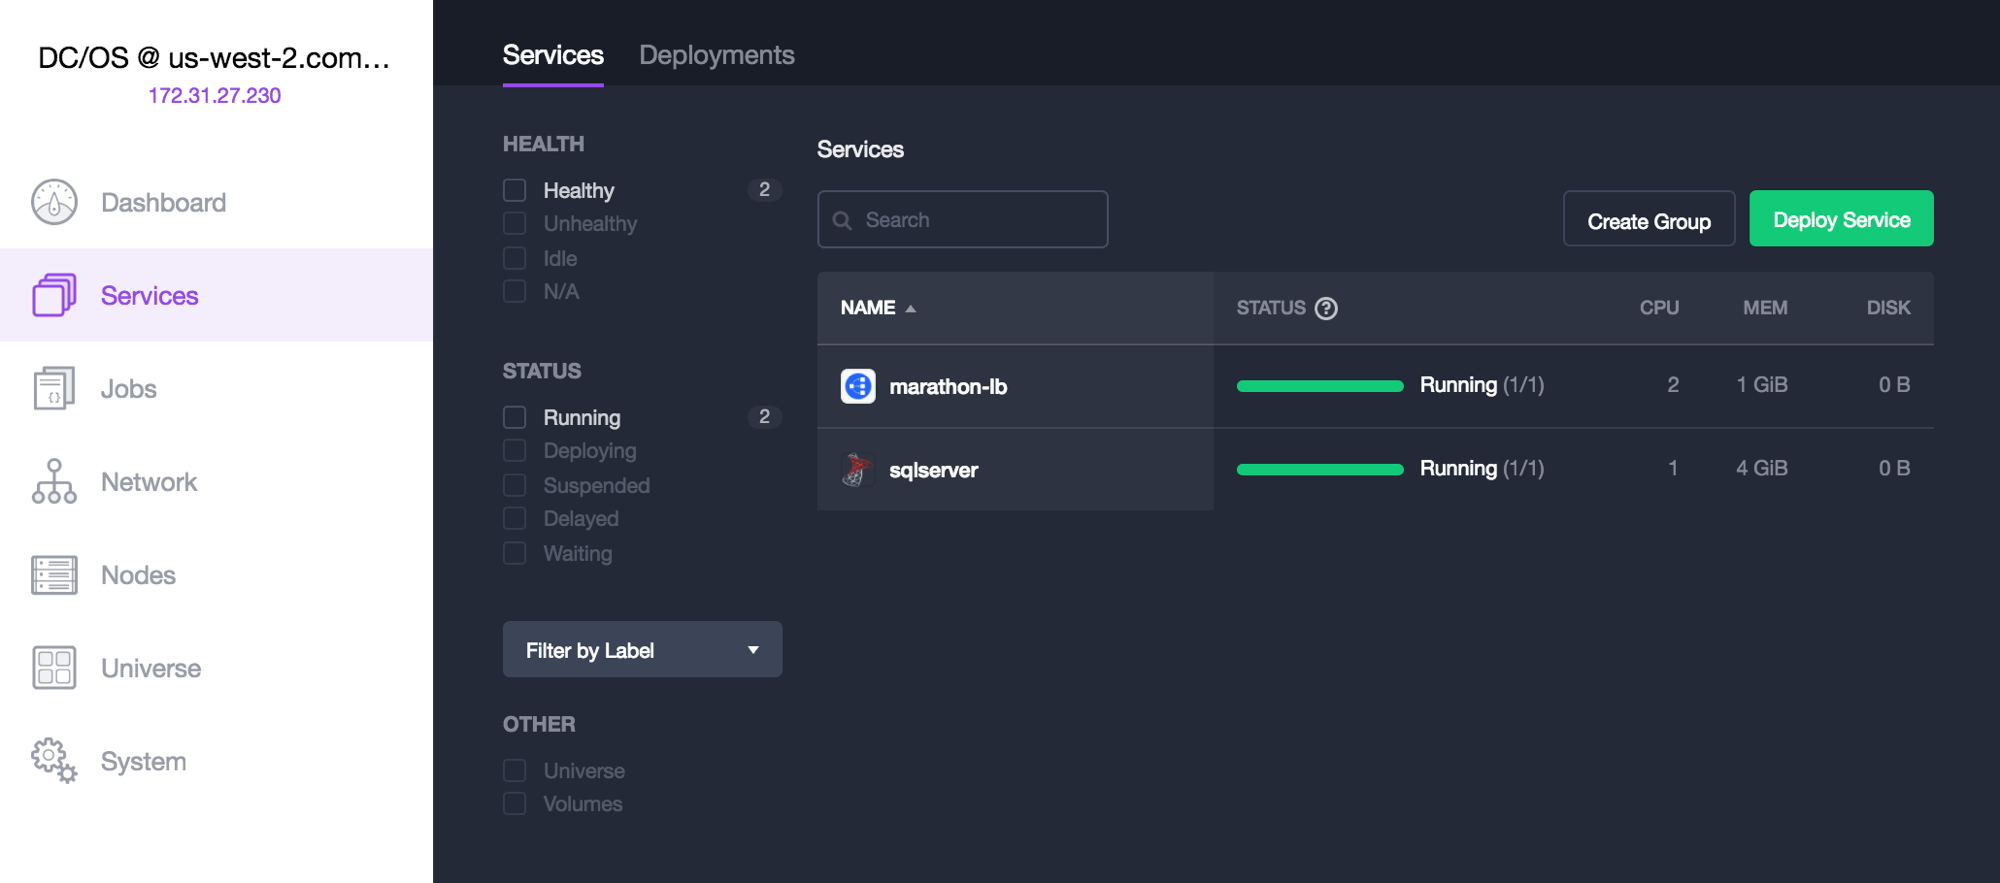 DC/OS @ us-west-2.com...
172.31.27.230
Dashboard
Services
Jobs
Network
Nodes
Universe
System
Services Deployments
HEALTH
Healthy 2
Unhealthy
Idle
N/A
STATUS
Running 2
Deploying
Suspended
Delayed
Waiting
Filter by Label
OTHER
Universe
Volumes
Services
Search
Create Group
Deploy Service
NAME STATUS ? CPU MEM DISK
marathon-lb Running (1/1) 2 1 GiB 0 B
sqlserver Running (1/1) 1 4 GiB 0 B